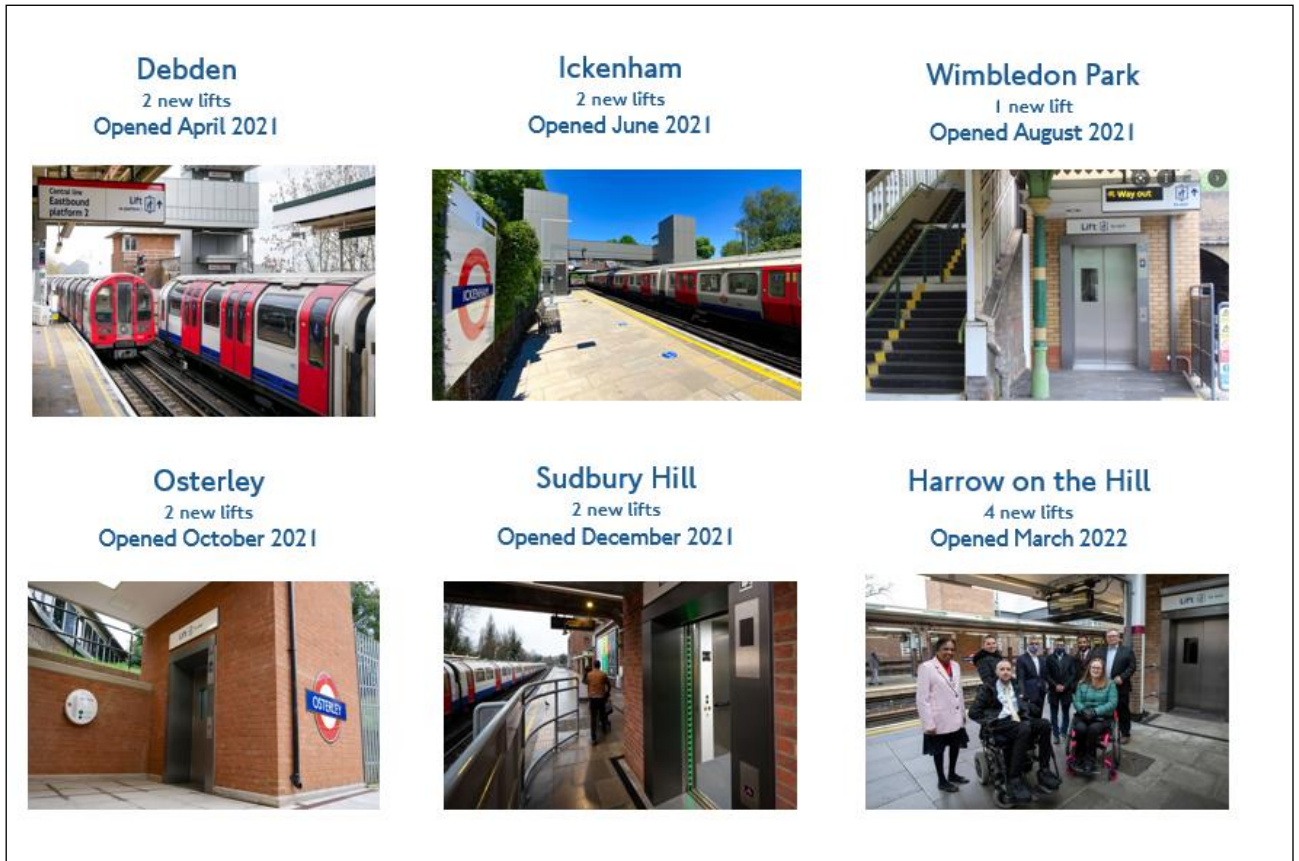 Debden
2 new lifts
Opened April 2021
Ickenham
2 new lifts
Opened June 2021
Wimbledon Park
1 new lift
Opened August 2021
Central line
Eastbound
platform 2
Lift
ICKENHAM
Way out
Lift
Osterley
2 new lifts
Opened October 2021
Sudbury Hill
2 new lifts
Opened December 2021
Harrow on the Hill
4 new lifts
Opened March 2022
Lift
OSTERLEY
Lift